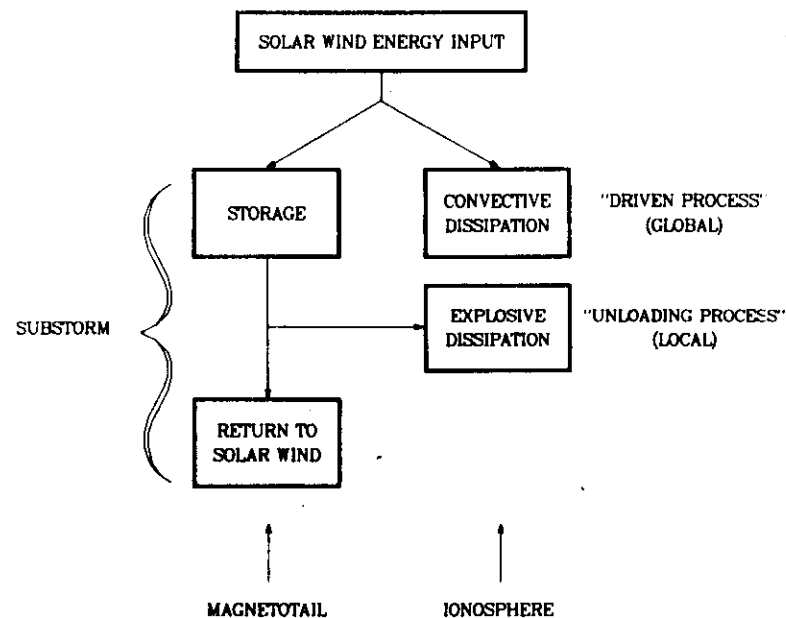 SOLAR WIND ENERGY INPUT
STORAGE
CONVECTIVE
DISSIPATION
"DRIVEN PROCESS"
(GLOBAL)
SUBSTORM
EXPLOSIVE
DISSIPATION
"UNLOADING PROCESS"
(LOCAL)
RETURN TO
SOLAR WIND
MAGNETOTAIL
IONOSPHERE